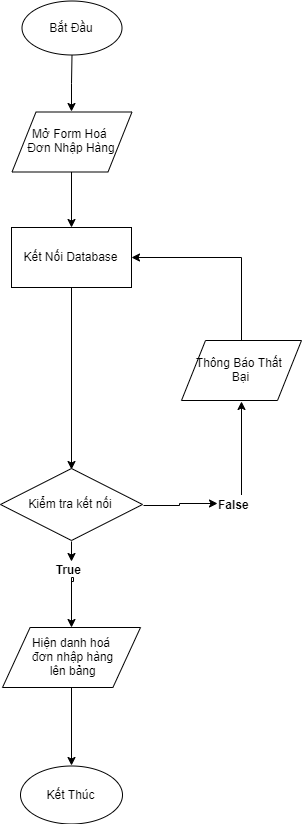 Bắt Đầu
Mở Form Hoá
Đơn Nhập Hàng
Kết Nối Database
Thông Báo Thất
Bại
Kiểm tra kết nối
False
True
Hiện danh hoá
đơn nhập hàng
lên bảng
Kết Thúc